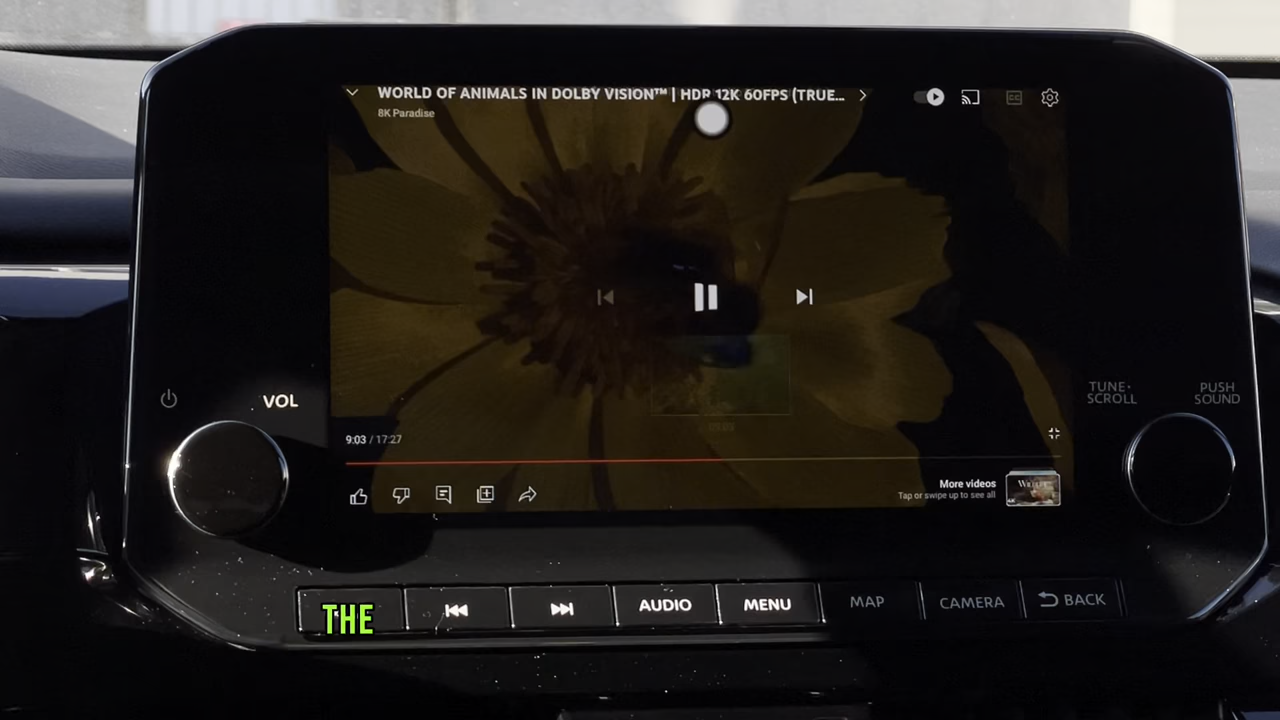 WORLD OF ANIMALS IN DOLBY VISION™ | HDR 12K 60FPS (TRUE...
8K Paradise
CC
VOL
TUNE·
SCROLL
PUSH
SOUND
9:03 / 17:27
More videos
Tap or swipe up to see all
THE
AUDIO
MENU
MAP
CAMERA
BACK